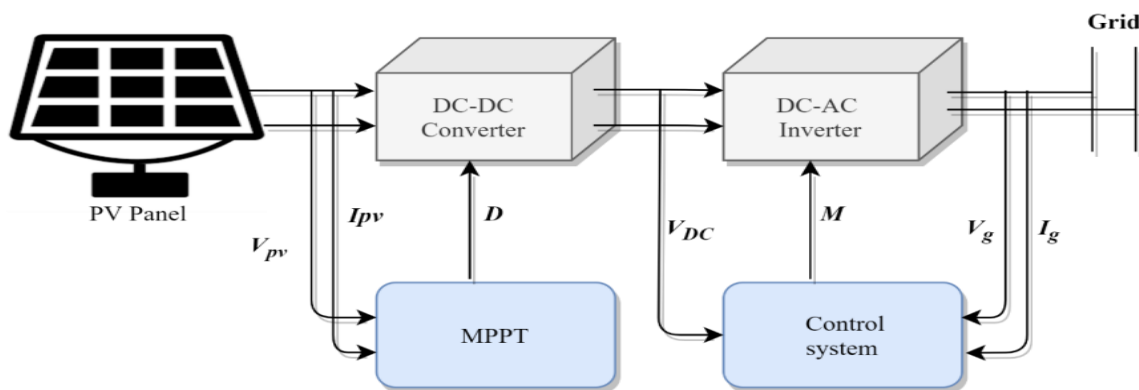 Grid
DC-DC
Converter
DC-AC
Inverter
PV Panel
Vpv
Ipv
D
VDC
M
Vg
Ig
MPPT
Control
system